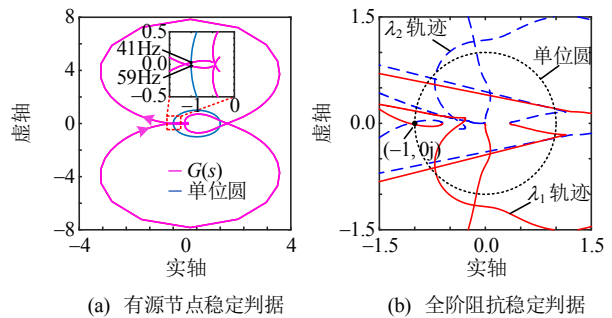 8
4
0
−4
−8
虚轴
−4
0
4
实轴
0.5
0.0
−0.5
−1
0
41Hz
59Hz
G(s)
单位圆
(a) 有源节点稳定判据
1.5
0.0
−1.5
虚轴
−1.5
0.0
1.5
实轴
λ2 轨迹
单位圆
(−1, 0j)
λ1 轨迹
(b) 全阶阻抗稳定判据